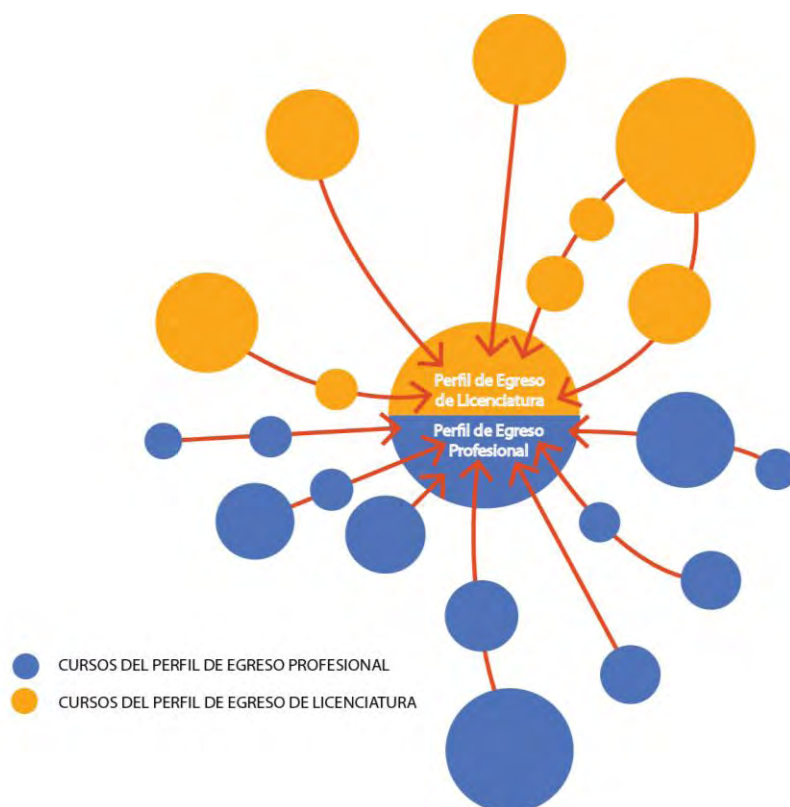 Perfil de Egreso
de Licenciatura
Perfil de Egreso
Profesional
CURSOS DEL PERFIL DE EGRESO PROFESIONAL
CURSOS DEL PERFIL DE EGRESO DE LICENCIATURA